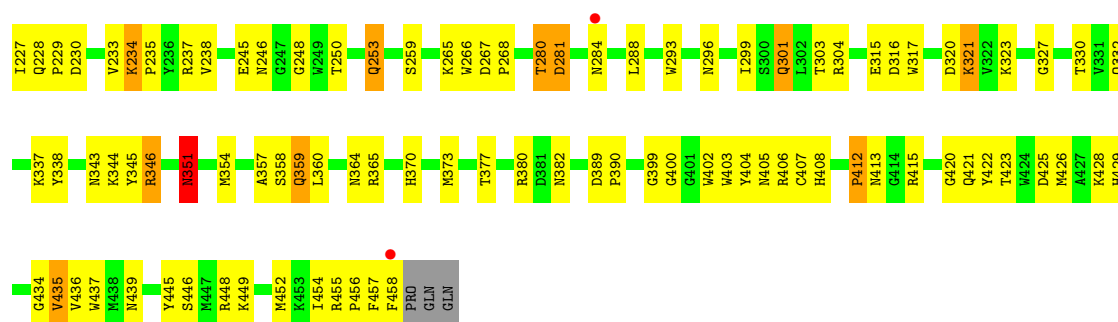 I227 Q228 P229 D230 V233 K234 P235 Y236 R237 V238 E245 N246 G247 G248 W249 T250 Q253 S259 K265 W266 D267 P268 T280 D281 N284 L288 W293 N296 I299 S300 Q301 L302 T303 R304 E315 D316 W317 D320 K321 V322 K323 G327 T330 V331 Q332
K337 Y338 N343 K344 Y345 R346 N351 M354 A357 S358 Q359 L360 N364 R365 H370 M373 T377 R380 D381 N382 D389 P390 G399 G400 G401 W402 W403 Y404 N405 R406 C407 H408 P412 N413 G414 R415 G420 Q421 Y422 T423 W424 D425 M426 A427 K428 H429
G434 V435 V436 W437 M438 N439 Y445 S446 M447 R448 K449 M452 K453 I454 R455 P456 F457 F458 PRO GLN GLN